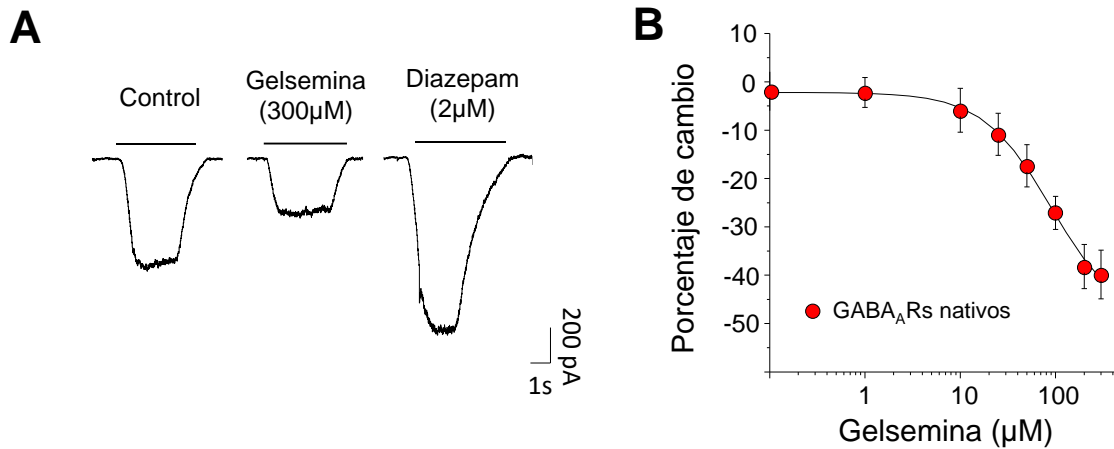 A
Control
Gelsemina
(300µM)
Diazepam
(2µM)
200 pA
1s
B
Porcentaje de cambio
10
0
-10
-20
-30
-40
-50
GABAARs nativos
1
10
100
Gelsemina (µM)